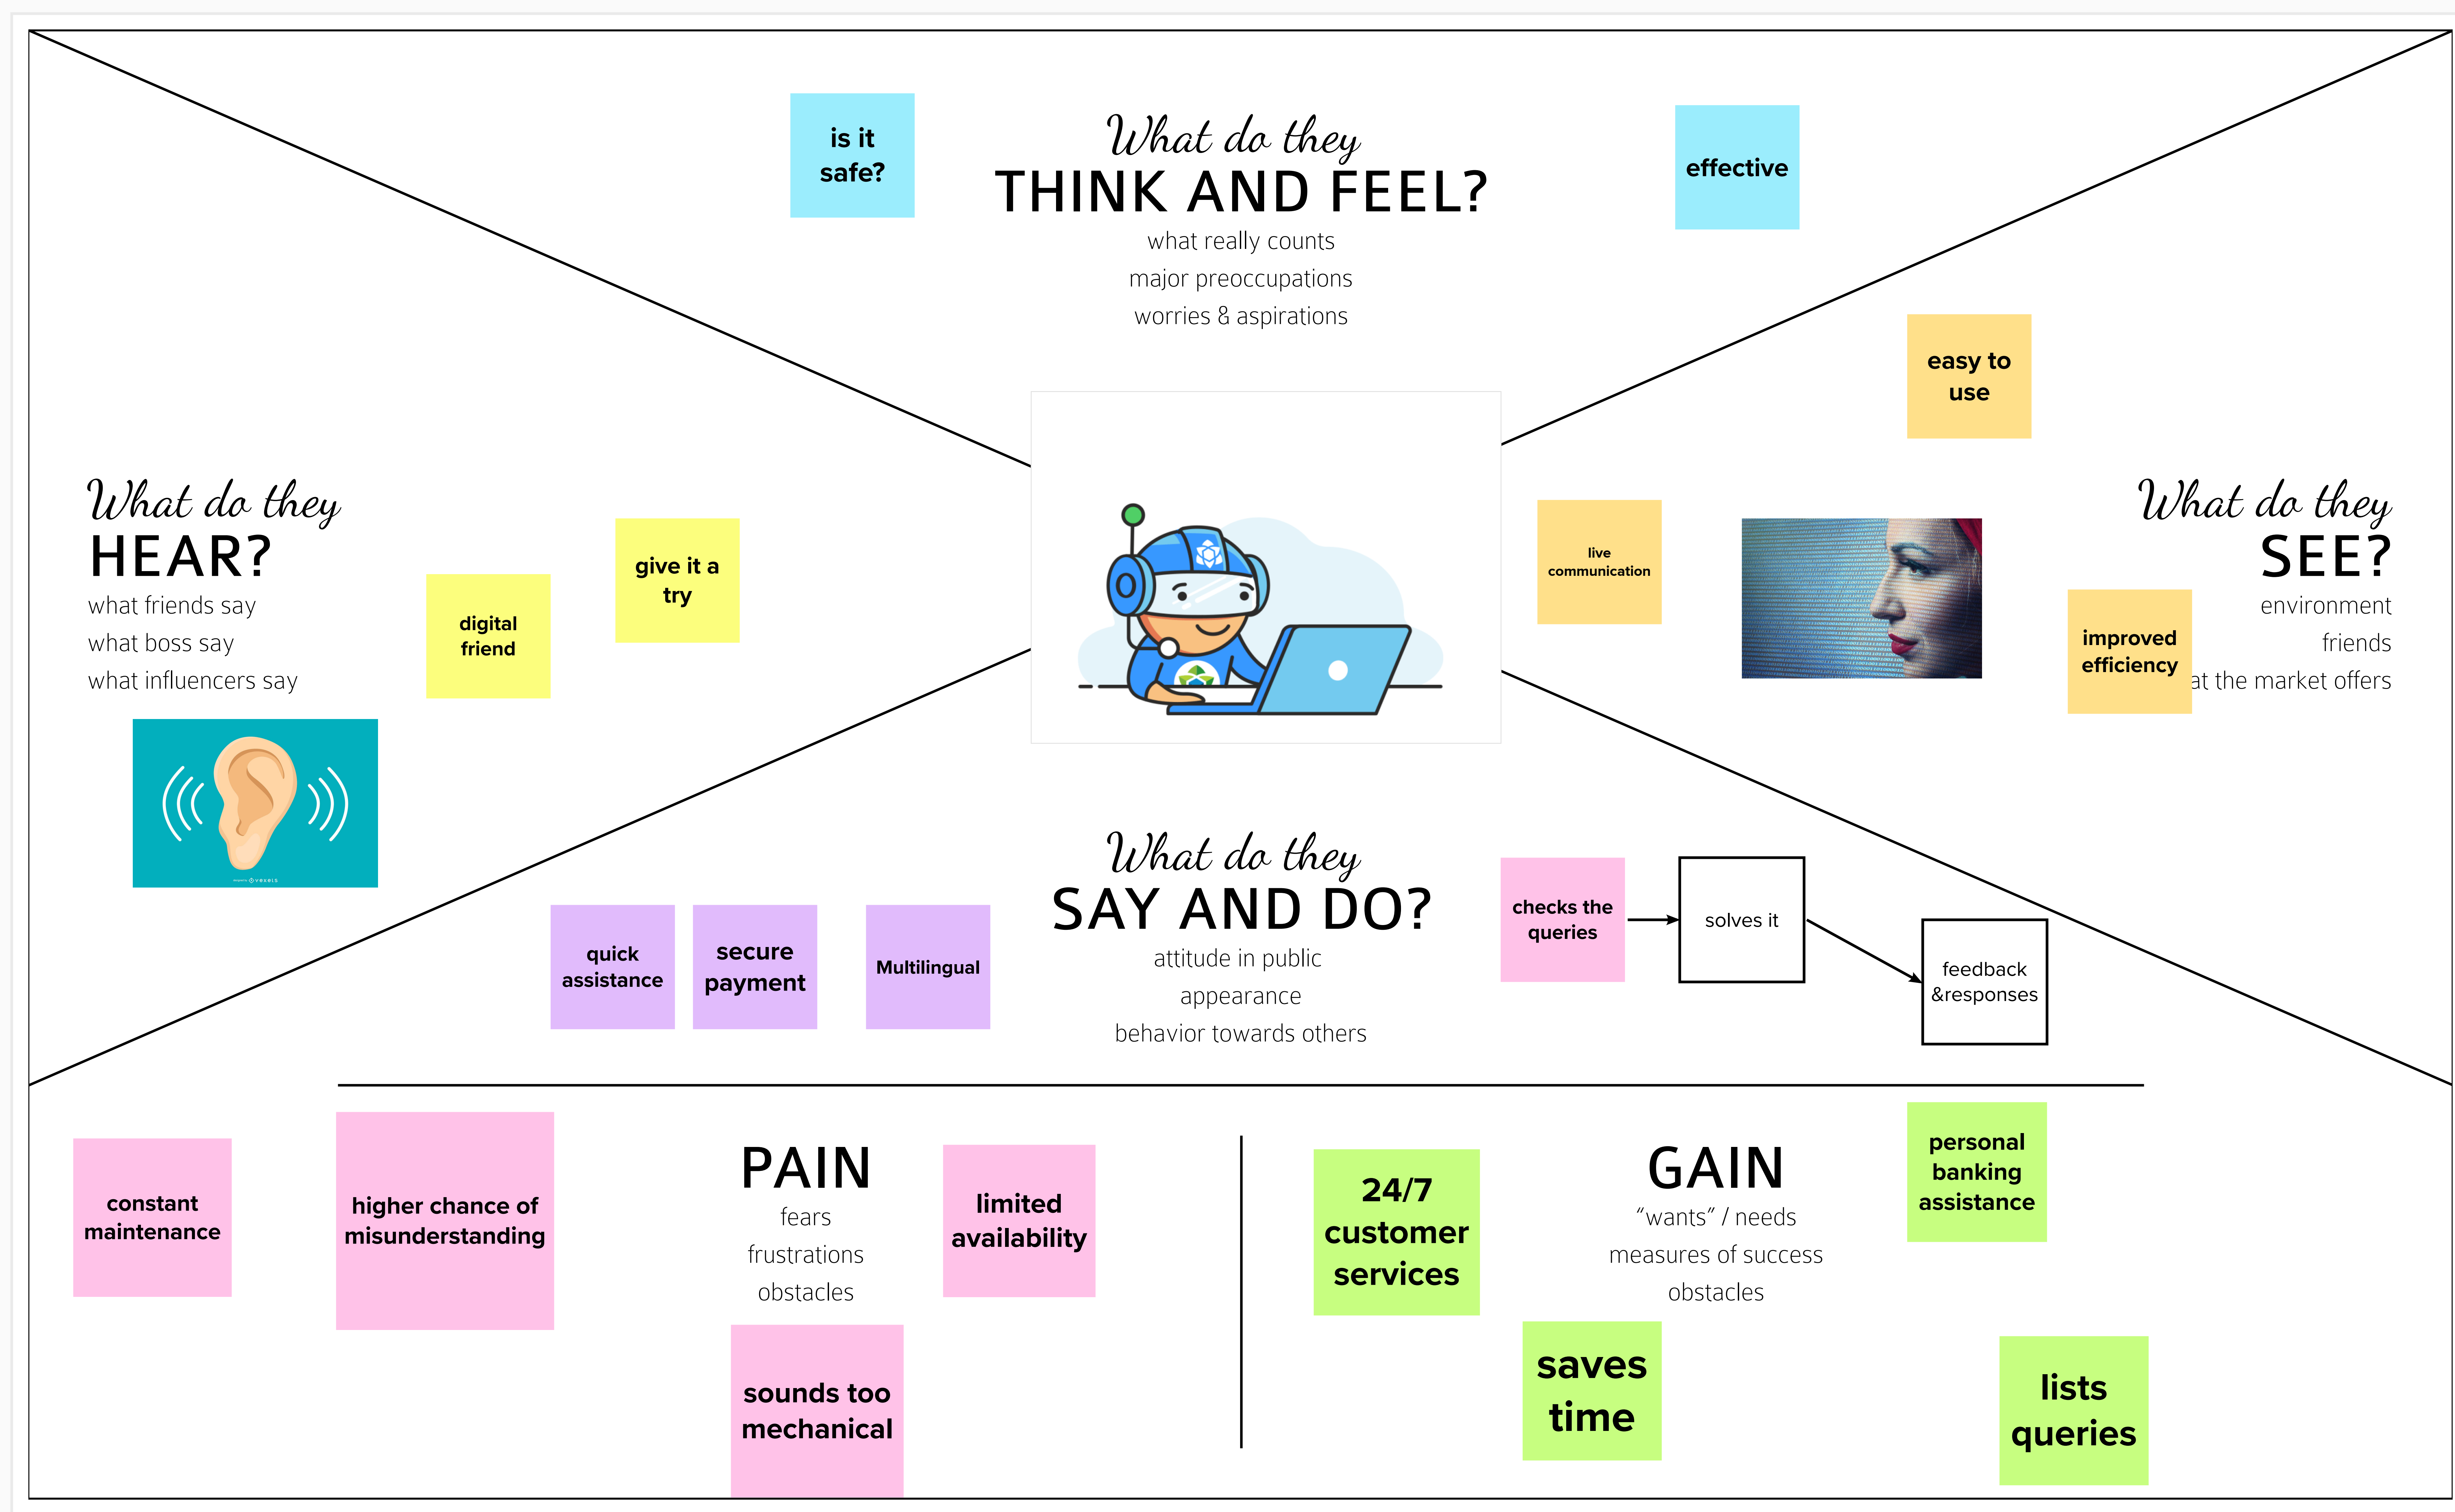 is it
safe?
What do they
THINK AND FEEL?
what really counts
major preoccupations
worries & aspirations
effective
What do they
HEAR?
what friends say
what boss say
what influencers say
digital
friend
give it a
try
easy to
use
live
communication
What do they
SEE?
environment
friends
at the market offers
improved
efficiency
What do they
SAY AND DO?
attitude in public
appearance
behavior towards others
quick
assistance
secure
payment
Multilingual
checks the
queries
solves it
feedback
&responses
PAIN
fears
frustrations
obstacles
constant
maintenance
higher chance of
misunderstanding
limited
availability
sounds too
mechanical
GAIN
“wants” / needs
measures of success
obstacles
24/7
customer
services
personal
banking
assistance
saves
time
lists
queries